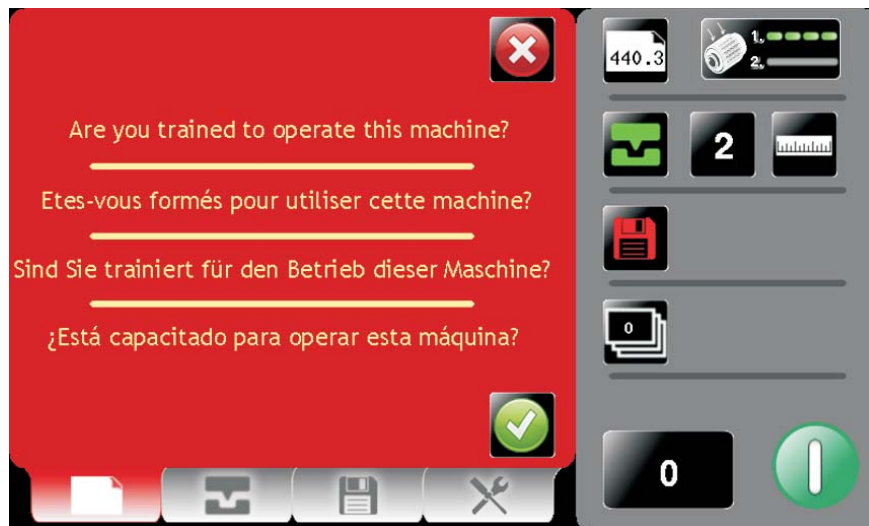 Are you trained to operate this machine?
Etes-vous formés pour utiliser cette machine?
Sind Sie trainiert für den Betrieb dieser Maschine?
¿Está capacitado para operar esta máquina?
440.3
1.
2.
2
0
0